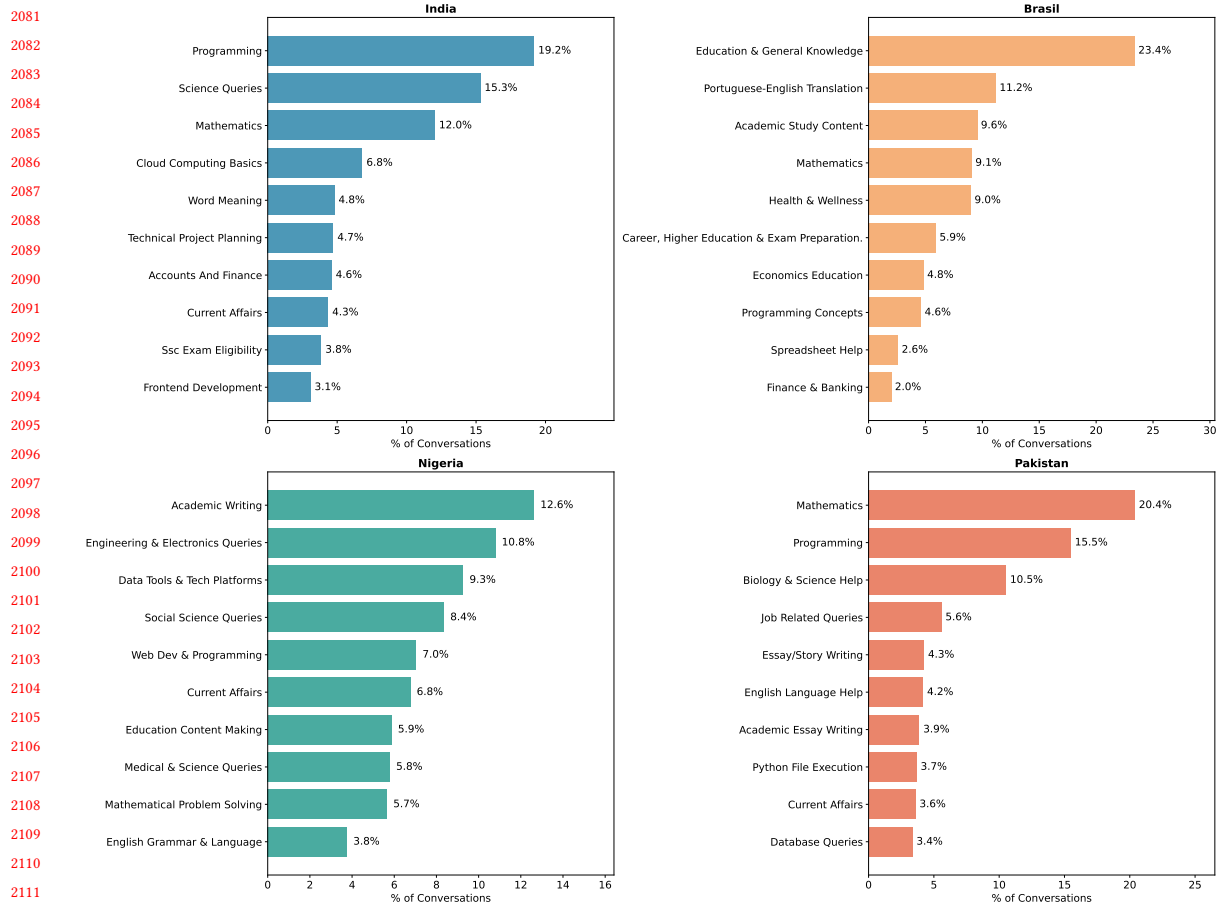 2081
2082
2083
2084
2085
2086
2087
2088
2089
2090
2091
2092
2093
2094
2095
2096
2097
2098
2099
2100
2101
2102
2103
2104
2105
2106
2107
2108
2109
2110
2111
India
Programming 19.2%
Science Queries 15.3%
Mathematics 12.0%
Cloud Computing Basics 6.8%
Word Meaning 4.8%
Technical Project Planning 4.7%
Accounts And Finance 4.6%
Current Affairs 4.3%
Ssc Exam Eligibility 3.8%
Frontend Development 3.1%
0 5 10 15 20
% of Conversations
Brasil
Education & General Knowledge 23.4%
Portuguese-English Translation 11.2%
Academic Study Content 9.6%
Mathematics 9.1%
Health & Wellness 9.0%
Career, Higher Education & Exam Preparation. 5.9%
Economics Education 4.8%
Programming Concepts 4.6%
Spreadsheet Help 2.6%
Finance & Banking 2.0%
0 5 10 15 20 25 30
% of Conversations
Nigeria
Academic Writing 12.6%
Engineering & Electronics Queries 10.8%
Data Tools & Tech Platforms 9.3%
Social Science Queries 8.4%
Web Dev & Programming 7.0%
Current Affairs 6.8%
Education Content Making 5.9%
Medical & Science Queries 5.8%
Mathematical Problem Solving 5.7%
English Grammar & Language 3.8%
0 2 4 6 8 10 12 14 16
% of Conversations
Pakistan
Mathematics 20.4%
Programming 15.5%
Biology & Science Help 10.5%
Job Related Queries 5.6%
Essay/Story Writing 4.3%
English Language Help 4.2%
Academic Essay Writing 3.9%
Python File Execution 3.7%
Current Affairs 3.6%
Database Queries 3.4%
0 5 10 15 20 25
% of Conversations